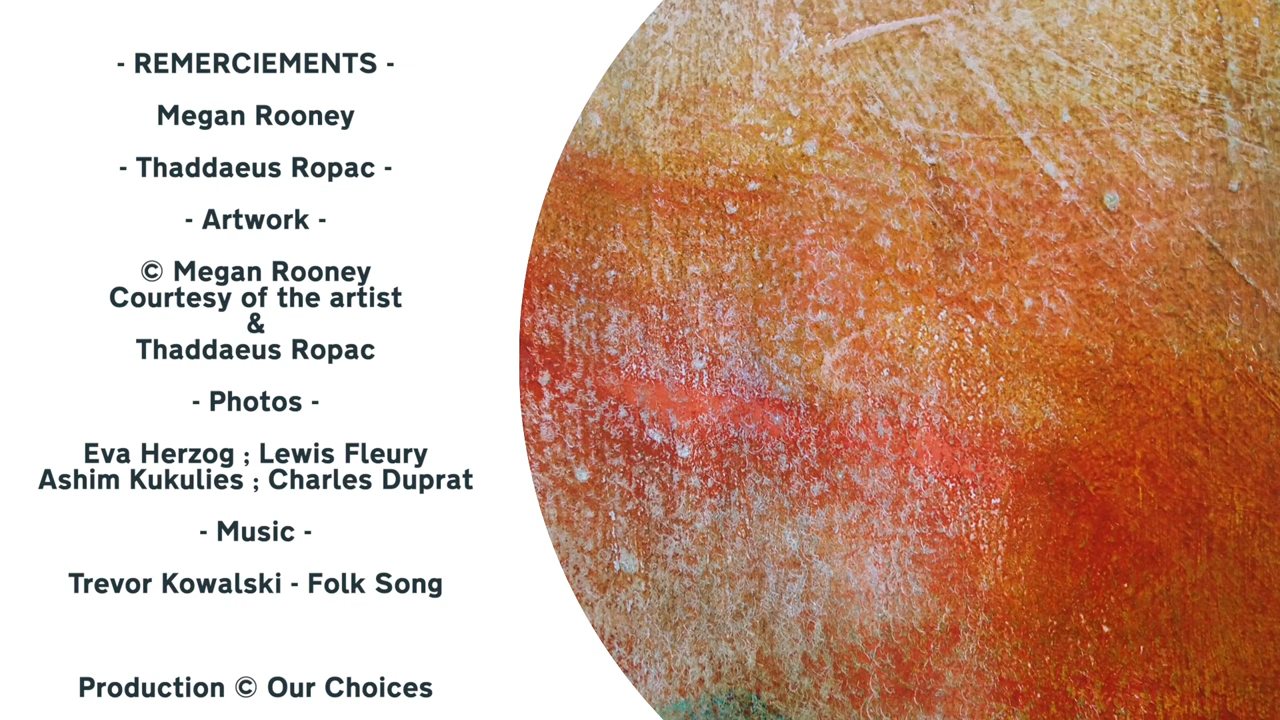 - REMERCIEMENTS -
Megan Rooney
- Thaddaeus Ropac -
- Artwork -
© Megan Rooney
Courtesy of the artist
&
Thaddaeus Ropac
- Photos -
Eva Herzog ; Lewis Fleury
Ashim Kukulies ; Charles Duprat
- Music -
Trevor Kowalski - Folk Song
Production © Our Choices